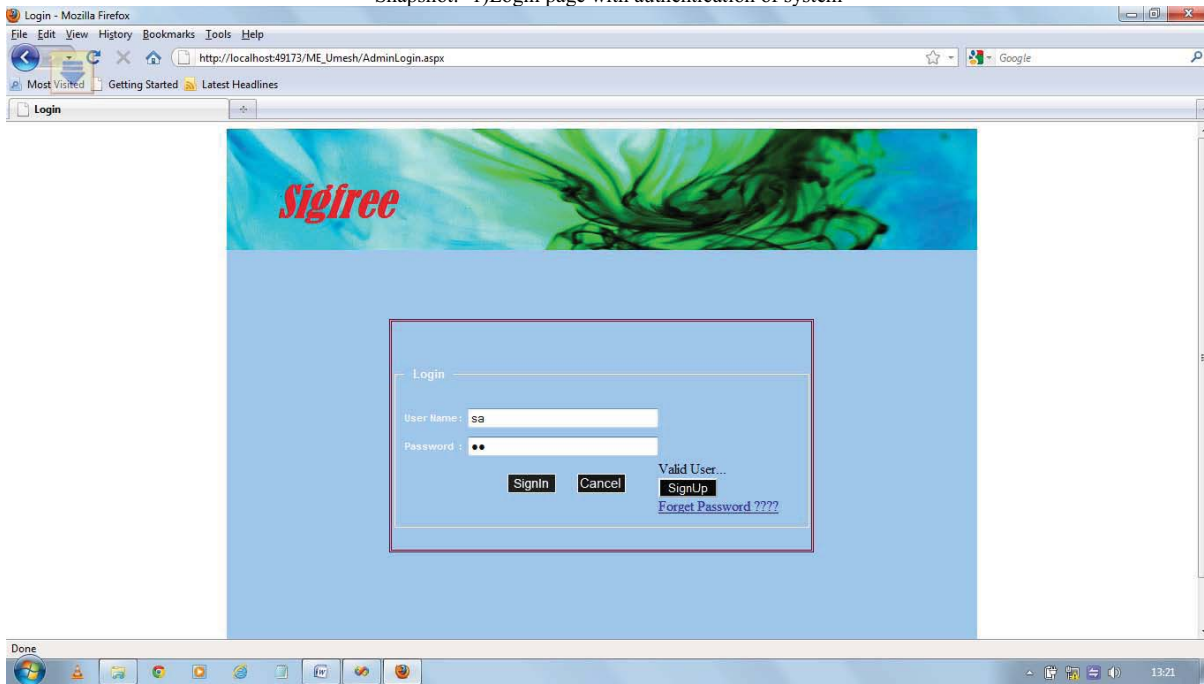 Snapshot:- 1)Login page with authentication of system
Login - Mozilla Firefox
File Edit View History Bookmarks Tools Help
http://localhost:49173/ME_Umesh/AdminLogin.aspx
Google
Most Visited Getting Started Latest Headlines
Login
Sigfree
Login
User Name :
sa
Password :
SignIn
Cancel
Valid User...
SignUp
Forget Password ????
Done
13:21